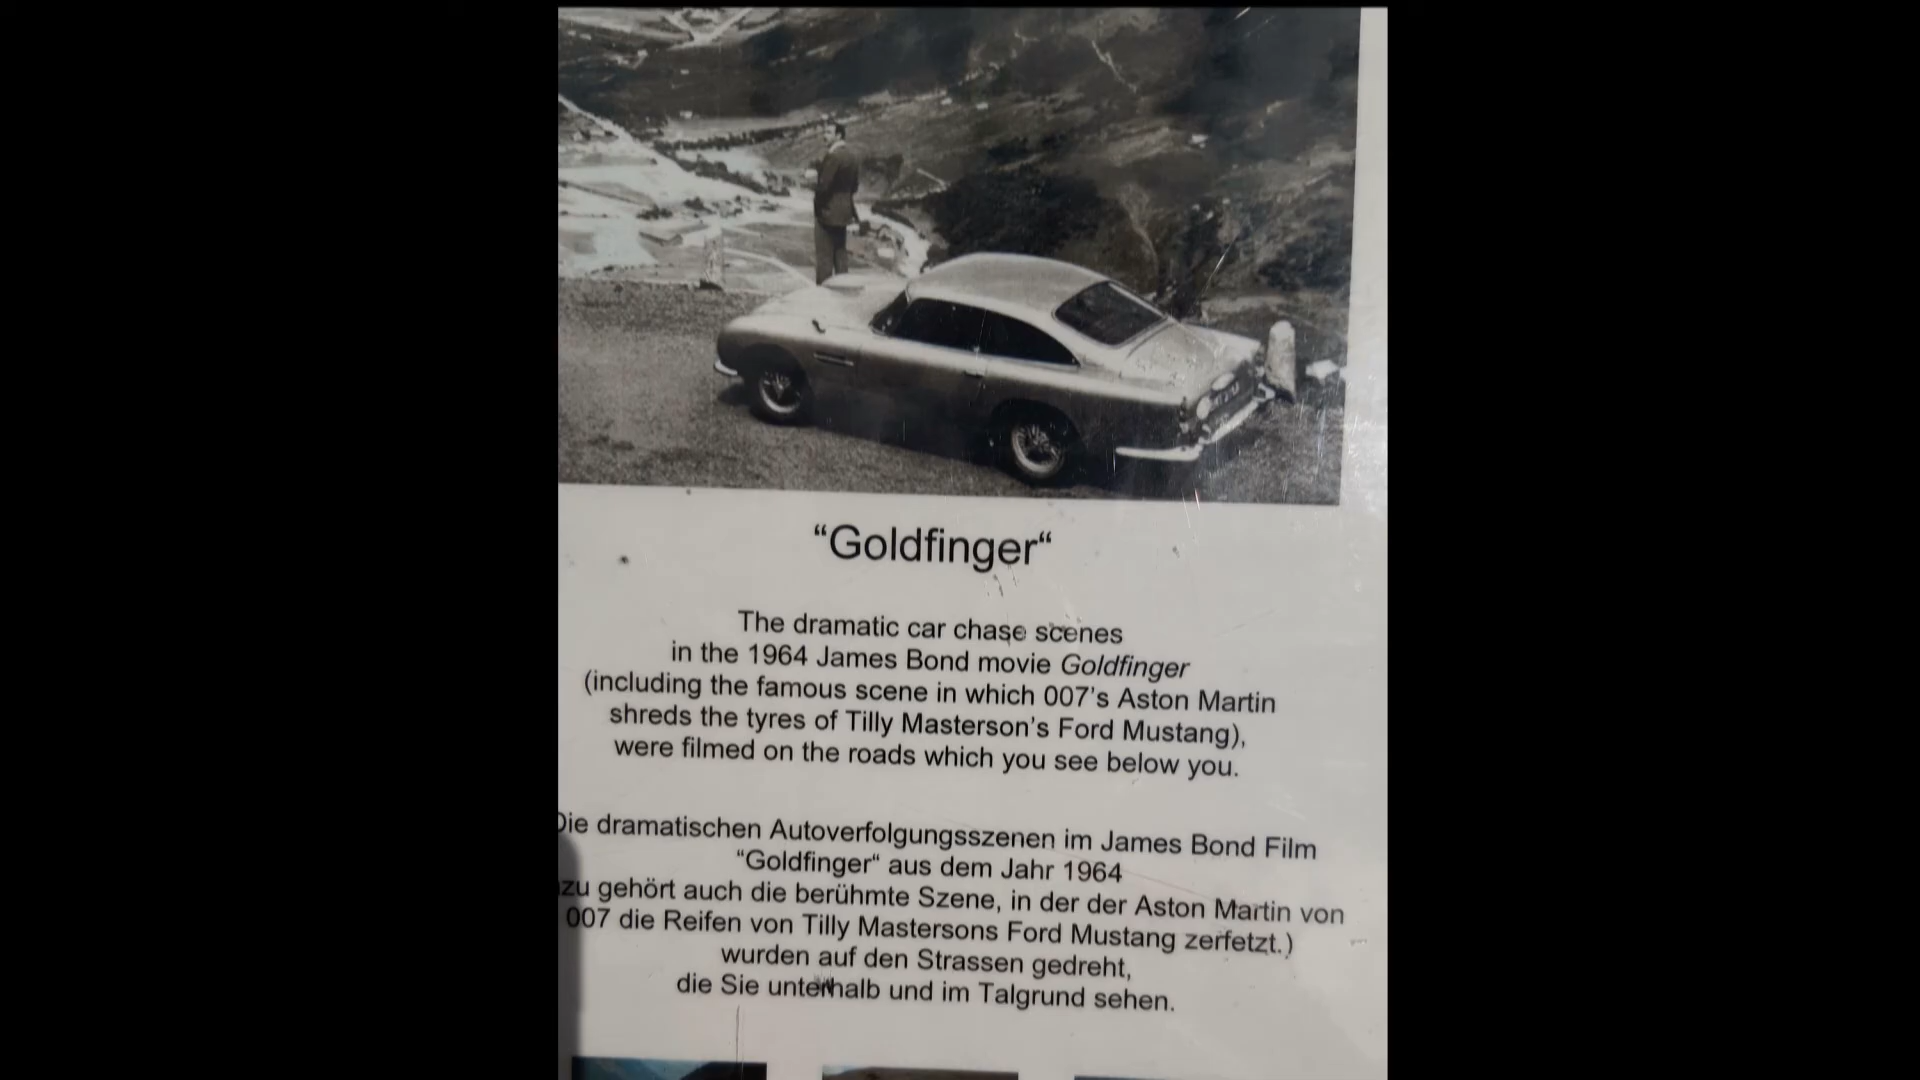 “Goldfinger“
The dramatic car chase scenes
in the 1964 James Bond movie Goldfinger
(including the famous scene in which 007’s Aston Martin
shreds the tyres of Tilly Masterson’s Ford Mustang),
were filmed on the roads which you see below you.
Die dramatischen Autoverfolgungsszenen im James Bond Film
“Goldfinger“ aus dem Jahr 1964
zu gehört auch die berühmte Szene, in der der Aston Martin von
007 die Reifen von Tilly Mastersons Ford Mustang zerfetzt.)
wurden auf den Strassen gedreht,
die Sie unterhalb und im Talgrund sehen.